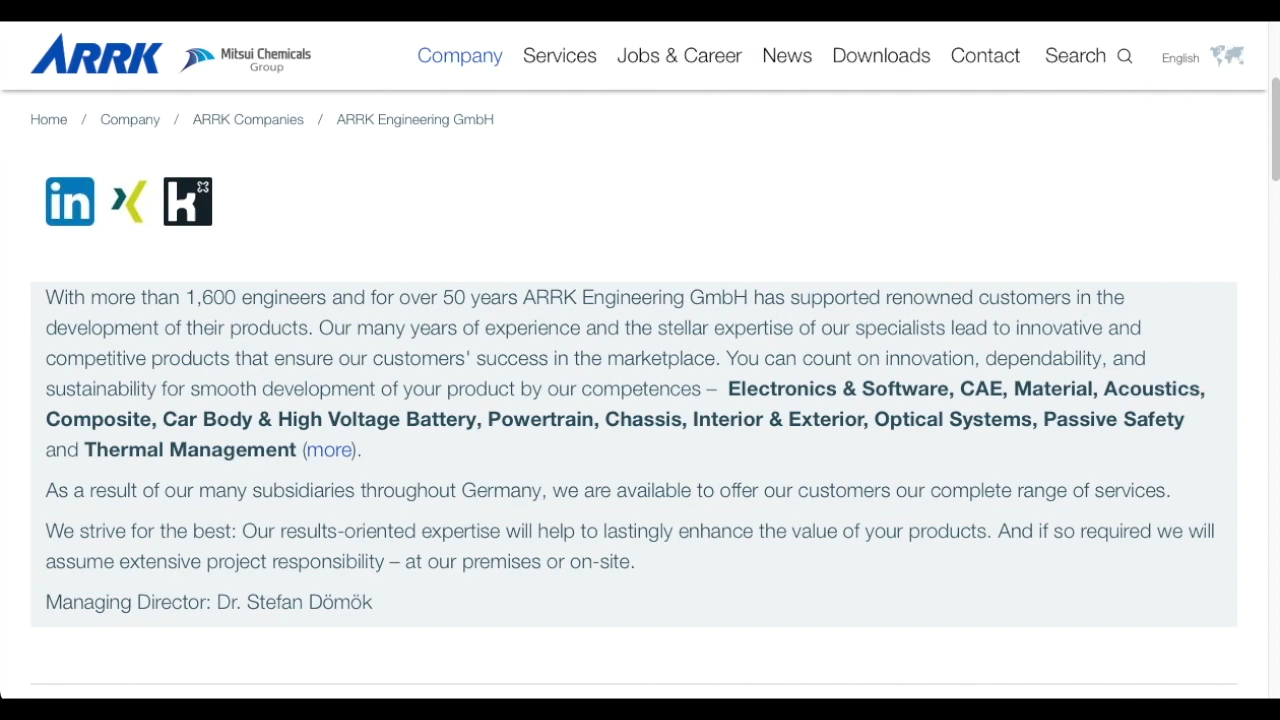 ARRK
Mitsui Chemicals
Group
Company Services Jobs & Career News Downloads Contact Search English
Home / Company / ARRK Companies / ARRK Engineering GmbH
in
k
With more than 1,600 engineers and for over 50 years ARRK Engineering GmbH has supported renowned customers in the
development of their products. Our many years of experience and the stellar expertise of our specialists lead to innovative and
competitive products that ensure our customers' success in the marketplace. You can count on innovation, dependability, and
sustainability for smooth development of your product by our competences – Electronics & Software, CAE, Material, Acoustics,
Composite, Car Body & High Voltage Battery, Powertrain, Chassis, Interior & Exterior, Optical Systems, Passive Safety
and Thermal Management (more).
As a result of our many subsidiaries throughout Germany, we are available to offer our customers our complete range of services.
We strive for the best: Our results-oriented expertise will help to lastingly enhance the value of your products. And if so required we will
assume extensive project responsibility – at our premises or on-site.
Managing Director: Dr. Stefan Dömök